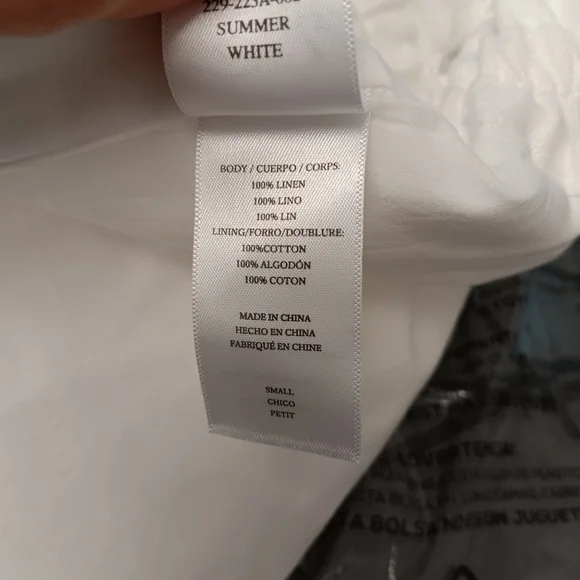 SUMMER
WHITE
BODY / CUERPO / CORPS:
100% LINEN
100% LINO
100% LIN
LINING/FORRO/DOUBLURE:
100%COTTON
100% ALGODÓN
100% COTON
MADE IN CHINA
HECHO EN CHINA
FABRIQUÉ EN CHINE
SMALL
CHICO
PETIT
A BOLSA